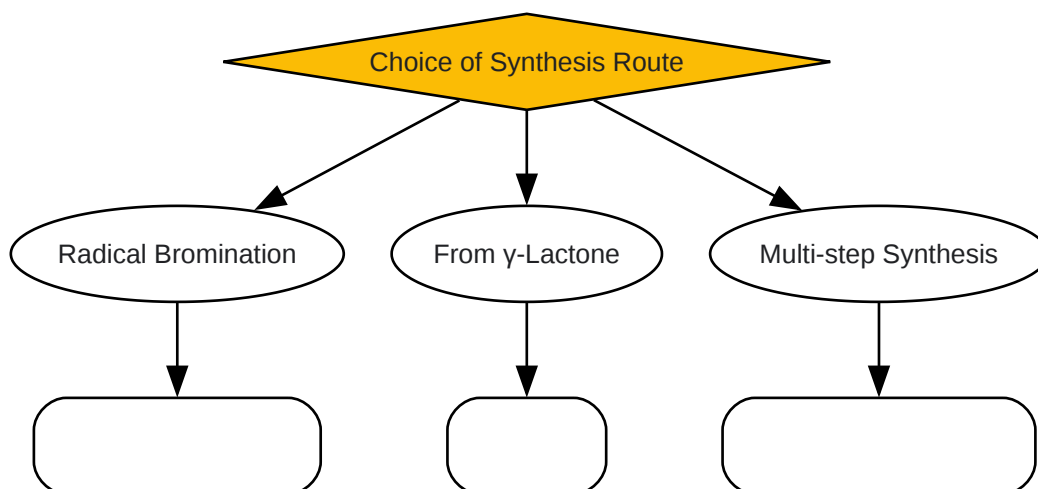 Choice of Synthesis Route
Radical Bromination
From γ-Lactone
Multi-step Synthesis